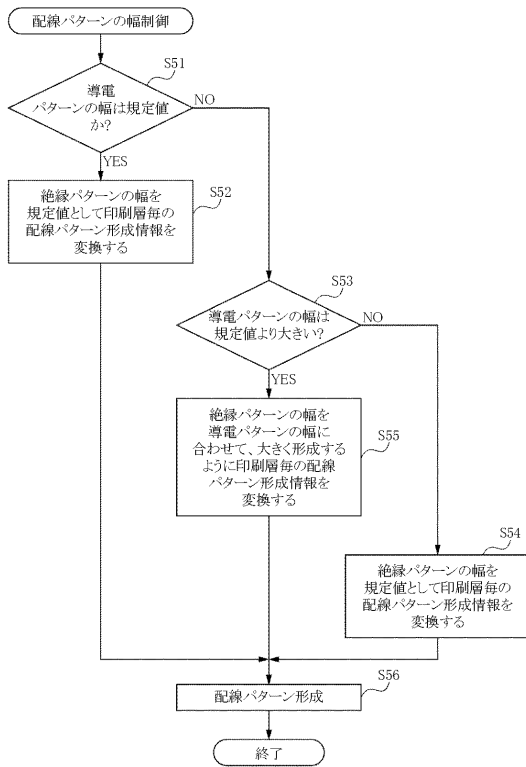 配線パターンの幅制御
S51
導電
パターンの幅は規定値
か?
NO
YES
S52
絶縁パターンの幅を
規定値として印刷層毎の
配線パターン形成情報を
変換する
S53
導電パターンの幅は
規定値より大きい?
NO
YES
絶縁パターンの幅を
導電パターンの幅に
合わせて、大きく形成する
ように印刷層毎の配線
パターン形成情報を
変換する
S55
S54
絶縁パターンの幅を
規定値として印刷層毎の
配線パターン形成情報を
変換する
S56
配線パターン形成
終了